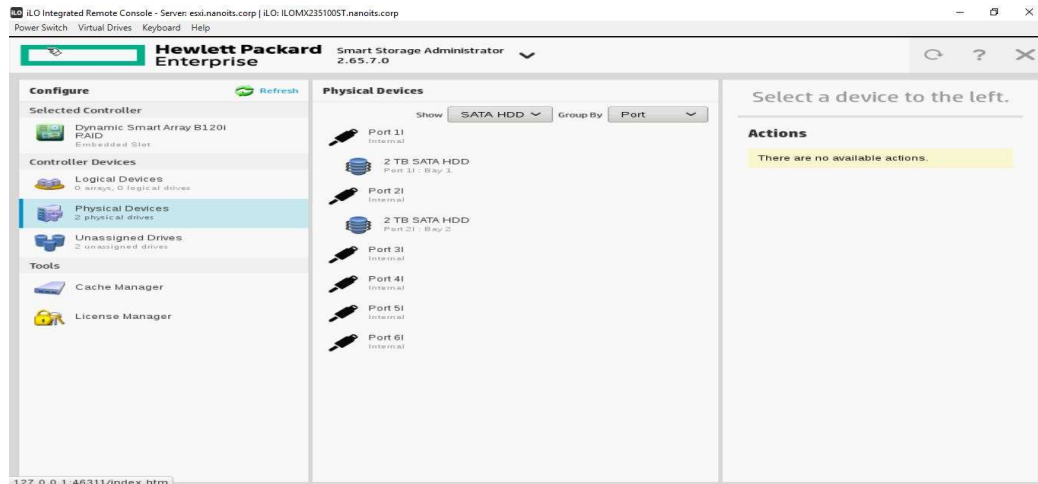 iLO Integrated Remote Console - Server: esxi.nanoits.corp | iLO: ILOMX235100ST.nanoits.corp
Power Switch Virtual Drives Keyboard Help
Hewlett Packard
Enterprise
Smart Storage Administrator
2.65.7.0
Configure
Refresh
Selected Controller
Dynamic Smart Array B120i
RAID
Embedded Slot
Controller Devices
Logical Devices
0 arrays, 0 logical drives
Physical Devices
2 physical drives
Unassigned Drives
2 unassigned drives
Tools
Cache Manager
License Manager
Physical Devices
Show SATA HDD Group By Port
Port 1I
Internal
2 TB SATA HDD
Port 1I : Bay 1
Port 2I
Internal
2 TB SATA HDD
Port 2I : Bay 2
Port 3I
Internal
Port 4I
Internal
Port 5I
Internal
Port 6I
Internal
Select a device to the left.
Actions
There are no available actions.
127.0.0.1:46311/index.htm